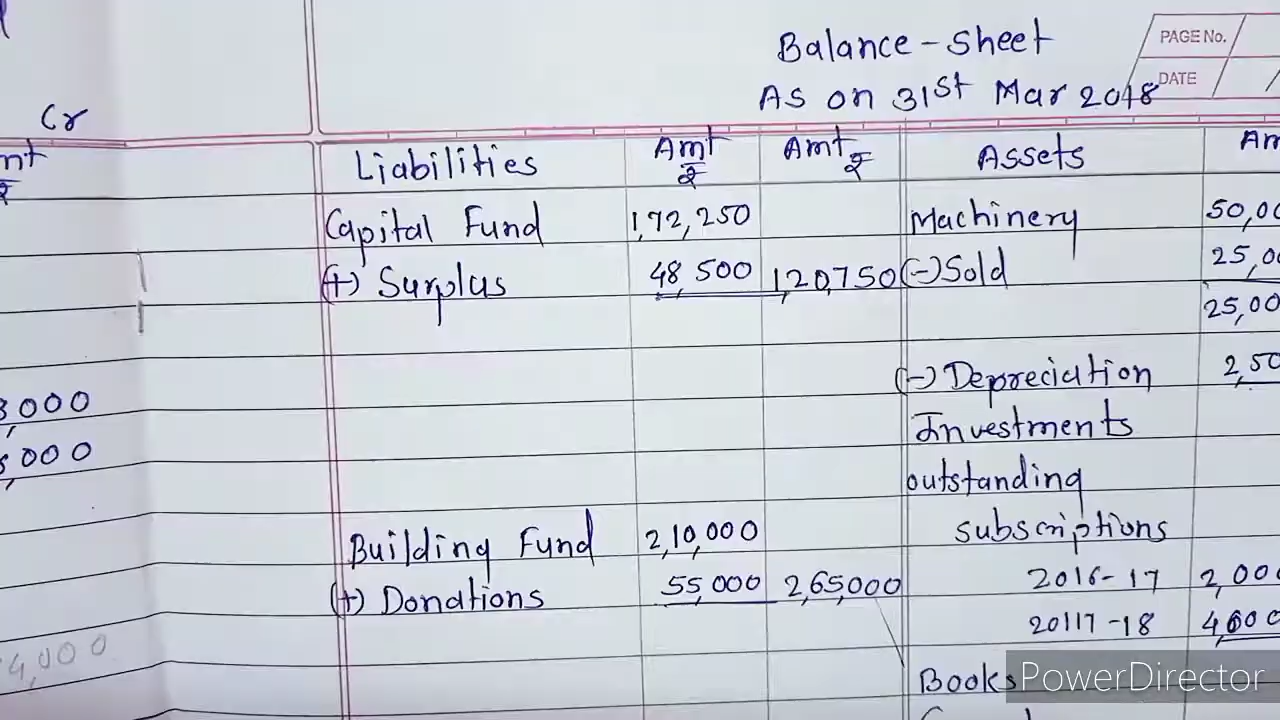 Balance-Sheet
PAGE No.
As on 31st Mar 2018
DATE
Cr
Liabilities Amt ₹ Amt ₹ Assets
Capital Fund 1,72,250 Machinery
(+) Surplus 48,500 1,20,750 (-) Sold
(-) Depreciation
Investments
outstanding
Building Fund 2,10,000 subscriptions
(+) Donations 55,000 2,65,000 2016-17
20117-18
Books
PowerDirector